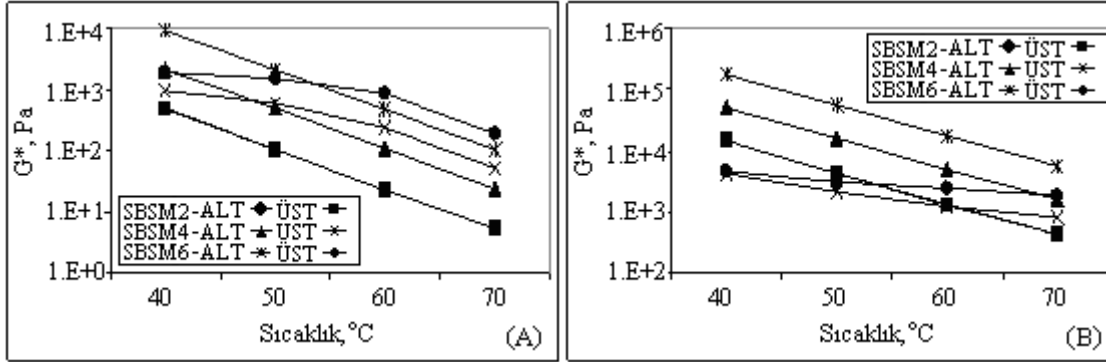 1.E+4
1.E+3
1.E+2
1.E+1
1.E+0
G*, Pa
SBSM2-ALT ÜST
SBSM4-ALT ÜST
SBSM6-ALT ÜST
40 50 60 70
Sıcaklık,°C
(A)
1.E+6
1.E+5
1.E+4
1.E+3
1.E+2
G*, Pa
SBSM2-ALT ÜST
SBSM4-ALT ÜST
SBSM6-ALT ÜST
40 50 60 70
Sıcaklık,°C
(B)